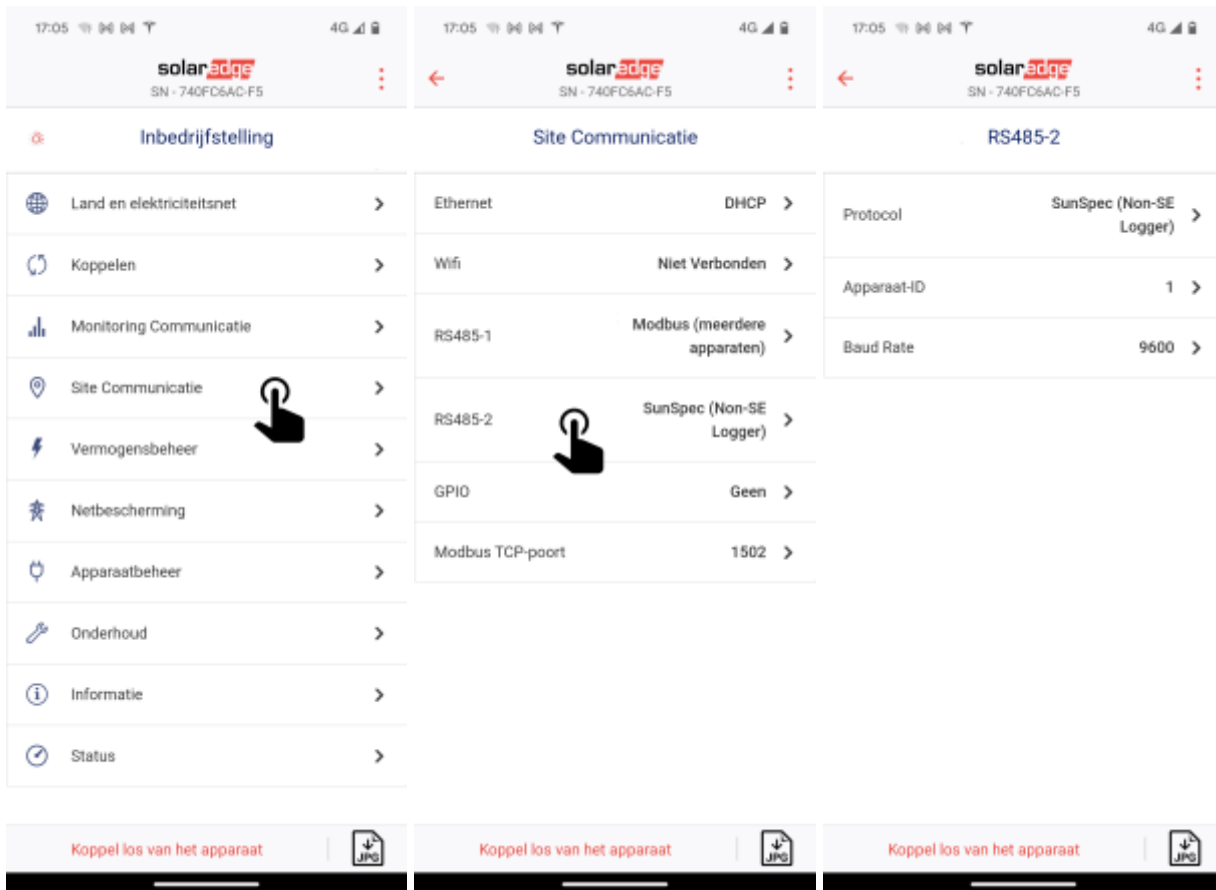 17:05 4G
solaredge
SN - 740FC6AC-F5
Inbedrijfstelling
Land en elektriciteitsnet
Koppelen
Monitoring Communicatie
Site Communicatie
Vermogensbeheer
Netbescherming
Apparaatbeheer
Onderhoud
Informatie
Status
Koppel los van het apparaat
JPG
17:05 4G
solaredge
SN - 740FC6AC-F5
Site Communicatie
Ethernet DHCP
Wifi Niet Verbonden
RS485-1 Modbus (meerdere
apparaten)
RS485-2 SunSpec (Non-SE
Logger)
GPIO Geen
Modbus TCP-poort 1502
Koppel los van het apparaat
JPG
17:05 4G
solaredge
SN - 740FC6AC-F5
RS485-2
Protocol SunSpec (Non-SE
Logger)
Apparaat-ID 1
Baud Rate 9600
Koppel los van het apparaat
JPG